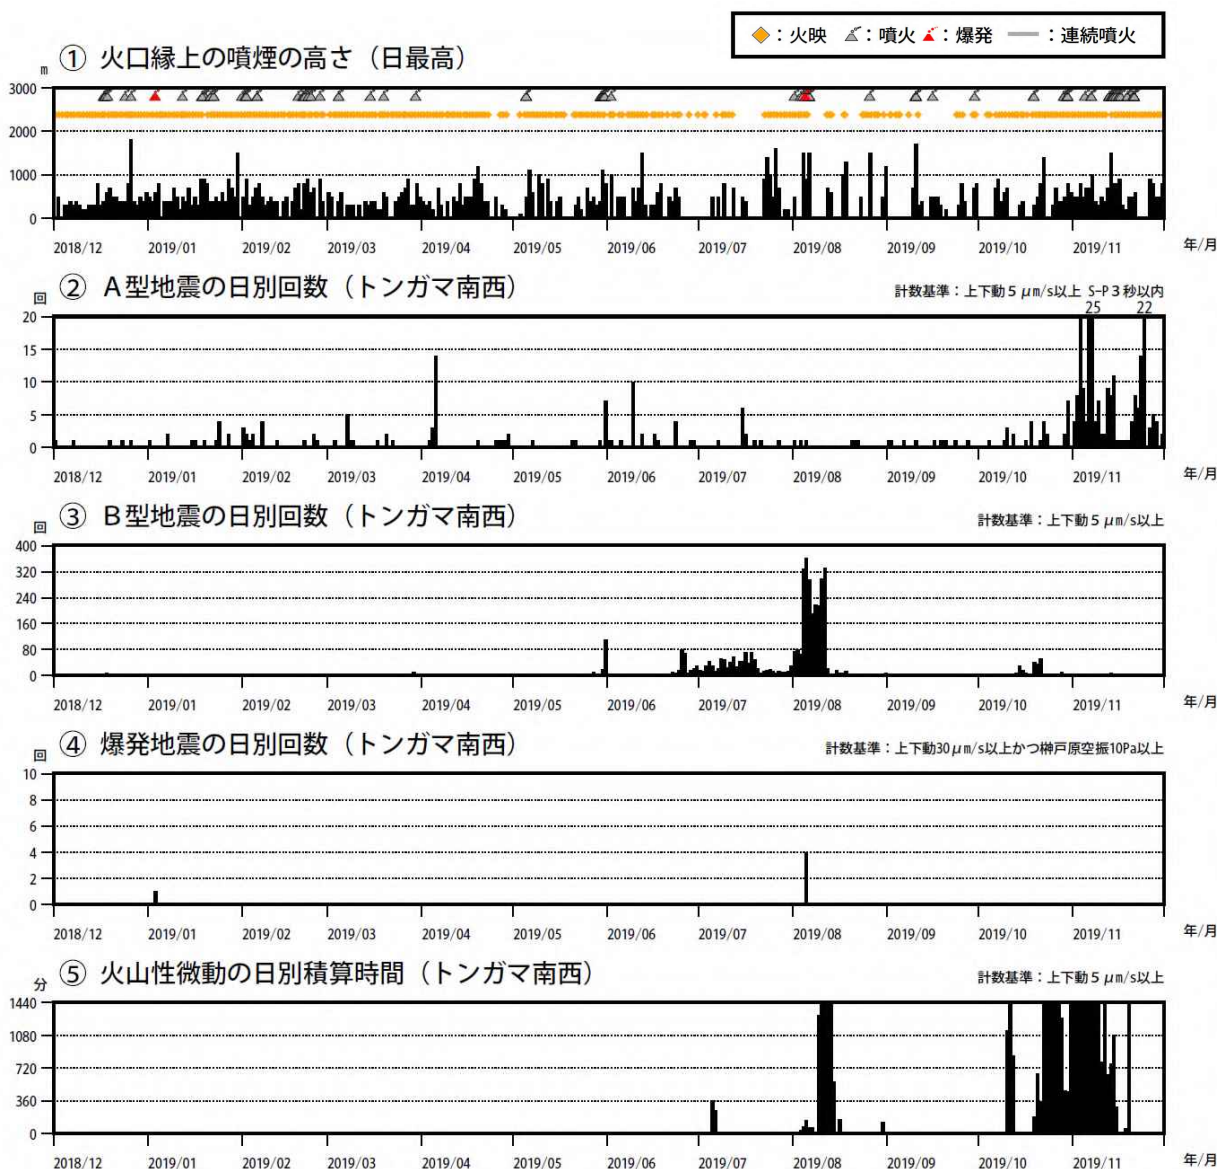 ：火映　：噴火　：爆発　：連続噴火
① 火口縁上の噴煙の高さ（日最高）
m
3000
2000
1000
0
2018/12 2019/01 2019/02 2019/03 2019/04 2019/05 2019/06 2019/07 2019/08 2019/09 2019/10 2019/11 年/月
② A型地震の日別回数（トンガマ南西）
回
計数基準：上下動５μm/s以上 S-P３秒以内
25 22
20
15
10
5
0
2018/12 2019/01 2019/02 2019/03 2019/04 2019/05 2019/06 2019/07 2019/08 2019/09 2019/10 2019/11 年/月
③ B型地震の日別回数（トンガマ南西）
回
計数基準：上下動５μm/s以上
400
320
240
160
80
0
2018/12 2019/01 2019/02 2019/03 2019/04 2019/05 2019/06 2019/07 2019/08 2019/09 2019/10 2019/11 年/月
④ 爆発地震の日別回数（トンガマ南西）
回
計数基準：上下動30μm/s以上かつ榊戸原空振10Pa以上
10
8
6
4
2
0
2018/12 2019/01 2019/02 2019/03 2019/04 2019/05 2019/06 2019/07 2019/08 2019/09 2019/10 2019/11 年/月
⑤ 火山性微動の日別積算時間（トンガマ南西）
分
計数基準：上下動５μm/s以上
1440
1080
720
360
0
2018/12 2019/01 2019/02 2019/03 2019/04 2019/05 2019/06 2019/07 2019/08 2019/09 2019/10 2019/11 年/月